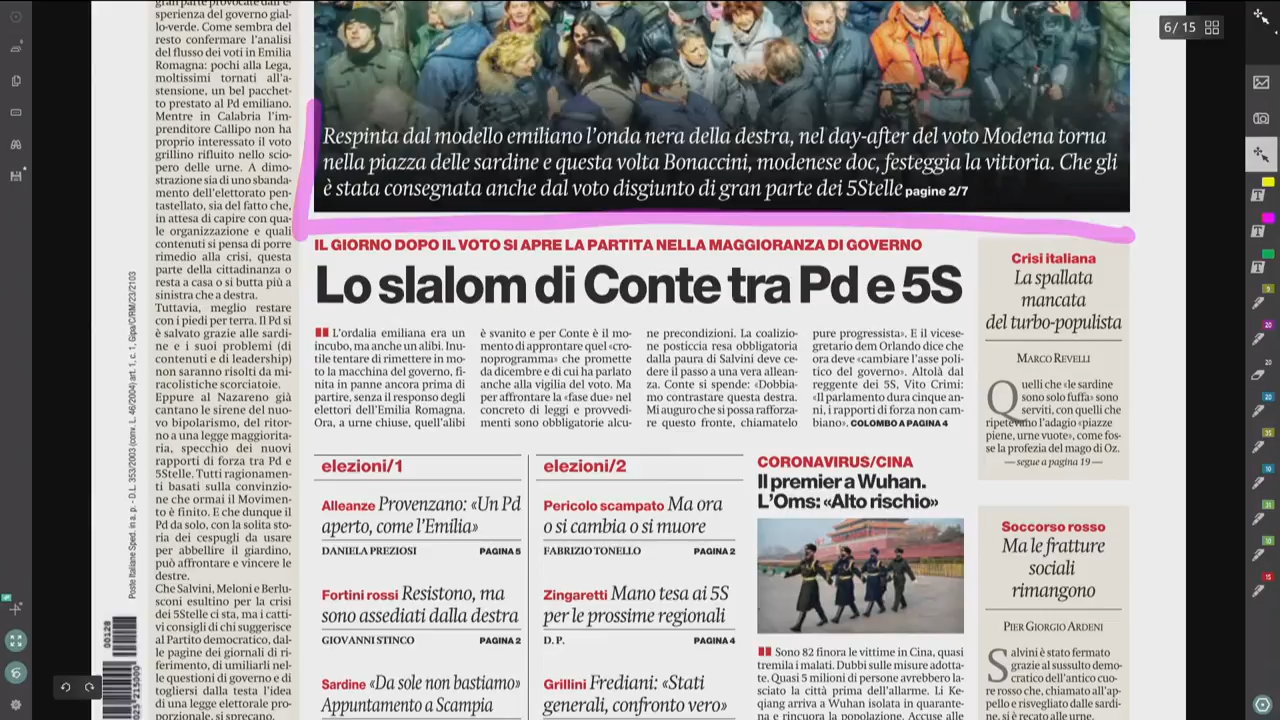 6/15
gran parte provocate dall'e-
sperienza del governo gial-
lo-verde. Come sembra del
resto confermare l'analisi
del flusso dei voti in Emilia
Romagna: pochi alla Lega,
moltissimi tornati all'a-
stensione, un bel pacchet-
to prestato al Pd emiliano.
Mentre in Calabria l'im-
prenditore Callipo non ha
proprio interessato il voto
grillino rifluito nello scio-
pero delle urne. A dimo-
strazione sia di uno sbanda-
mento dell'elettorato pen-
tastellato, sia del fatto che,
in attesa di capire con qua-
le organizzazione e quali
contenuti si pensa di porre
rimedio alla crisi, questa
parte della cittadinanza o
resta a casa o si butta più a
sinistra che a destra.
Tuttavia, meglio restare
con i piedi per terra. Il Pd si
è salvato grazie alle sardi-
ne e i suoi problemi (di
contenuti e di leadership)
non saranno risolti da mi-
racolistiche scorciatoie.
Eppure al Nazareno già
cantano le sirene del nuo-
vo bipolarismo, del ritor-
no a una legge maggiorita-
ria, specchio dei nuovi
rapporti di forza tra Pd e
5Stelle. Tutti ragionamen-
ti basati sulla convinzio-
ne che ormai il Movimen-
to è finito. E che dunque il
Pd da solo, con la solita sto-
ria dei cespugli da usare
per abbellire il giardino,
può affrontare e vincere le
destre.
Che Salvini, Meloni e Berlu-
sconi esultino per la crisi
dei 5Stelle ci sta, ma i catti-
vi consigli di chi suggerisce
al Partito democratico, dal-
le pagine dei giornali di ri-
ferimento, di umiliarli nel-
le questioni di governo e di
togliersi dalla testa l'idea
di una legge elettorale pro-
porzionale, si sprecano.
Poste Italiane Sped. in a. p. - D.L. 353/2003 (conv. L. 46/2004) art. 1, c. 1, Gipa/C/RM/23/2103
00128
Respinta dal modello emiliano l'onda nera della destra, nel day-after del voto Modena torna
nella piazza delle sardine e questa volta Bonaccini, modenese doc, festeggia la vittoria. Che gli
è stata consegnata anche dal voto disgiunto di gran parte dei 5Stelle pagine 2/7
IL GIORNO DOPO IL VOTO SI APRE LA PARTITA NELLA MAGGIORANZA DI GOVERNO
Lo slalom di Conte tra Pd e 5S
L'ordalia emiliana era un
incubo, ma anche un alibi. Inu-
tile tentare di rimettere in mo-
to la macchina del governo, fi-
nita in panne ancora prima di
partire, senza il responso degli
elettori dell'Emilia Romagna.
Ora, a urne chiuse, quell'alibi
è svanito e per Conte è il mo-
mento di approntare quel «cro-
noprogramma» che promette
da dicembre e di cui ha parlato
anche alla vigilia del voto. Ma
per affrontare la «fase due» nel
concreto di leggi e provvedi-
menti sono obbligatorie alcu-
ne precondizioni. La coalizio-
ne posticcia resa obbligatoria
dalla paura di Salvini deve ce-
dere il passo a una vera allean-
za. Conte si spende: «Dobbia-
mo contrastare questa destra.
Mi auguro che si possa rafforza-
re questo fronte, chiamatelo
pure progressista». E il vicese-
gretario dem Orlando dice che
ora deve «cambiare l'asse poli-
tico del governo». Altolà dal
reggente dei 5S, Vito Crimi:
«Il parlamento dura cinque an-
ni, i rapporti di forza non cam-
biano». COLOMBO A PAGINA 4
Crisi italiana
La spallata
mancata
del turbo-populista
MARCO REVELLI
Quelli che «le sardine
sono solo fuffa» sono
serviti, con quelli che
ripetevano l'adagio «piazze
piene, urne vuote», come fos-
se la profezia del mago di Oz.
— segue a pagina 19 —
elezioni/1
Alleanze Provenzano: «Un Pd
aperto, come l'Emilia»
DANIELA PREZIOSI PAGINA 5
Fortini rossi Resistono, ma
sono assediati dalla destra
GIOVANNI STINCO PAGINA 2
Sardine «Da sole non bastiamo»
Appuntamento a Scampia
elezioni/2
Pericolo scampato Ma ora
o si cambia o si muore
FABRIZIO TONELLO PAGINA 2
Zingaretti Mano tesa ai 5S
per le prossime regionali
D. P. PAGINA 4
Grillini Frediani: «Stati
generali, confronto vero»
CORONAVIRUS/CINA
Il premier a Wuhan.
L'Oms: «Alto rischio»
Sono 82 finora le vittime in Cina, quasi
tremila i malati. Dubbi sulle misure adotta-
te. Quasi 5 milioni di persone avrebbero la-
sciato la città prima dell'allarme. Li Ke-
qiang arriva a Wuhan isolata in quarante-
na e rincuora la popolazione. Accuse alle
Soccorso rosso
Ma le fratture
sociali
rimangono
PIER GIORGIO ARDENI
Salvini è stato fermato
grazie al sussulto demo-
cratico dell'antico cuo-
re rosso che, chiamato all'ap-
pello e risvegliato dalle sardi-
ne, si è recato alle urne.